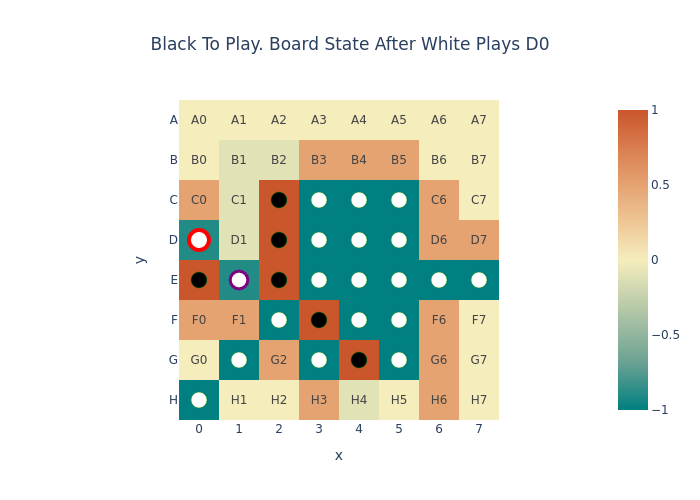 Black To Play. Board State After White Plays D0
A A0 A1 A2 A3 A4 A5 A6 A7
B B0 B1 B2 B3 B4 B5 B6 B7
C C0 C1 C6 C7
D D1 D6 D7
E
F F0 F1 F6 F7
G G0 G2 G6 G7
H H1 H2 H3 H4 H5 H6 H7
0 1 2 3 4 5 6 7
x
y
1
0.5
0
−0.5
−1